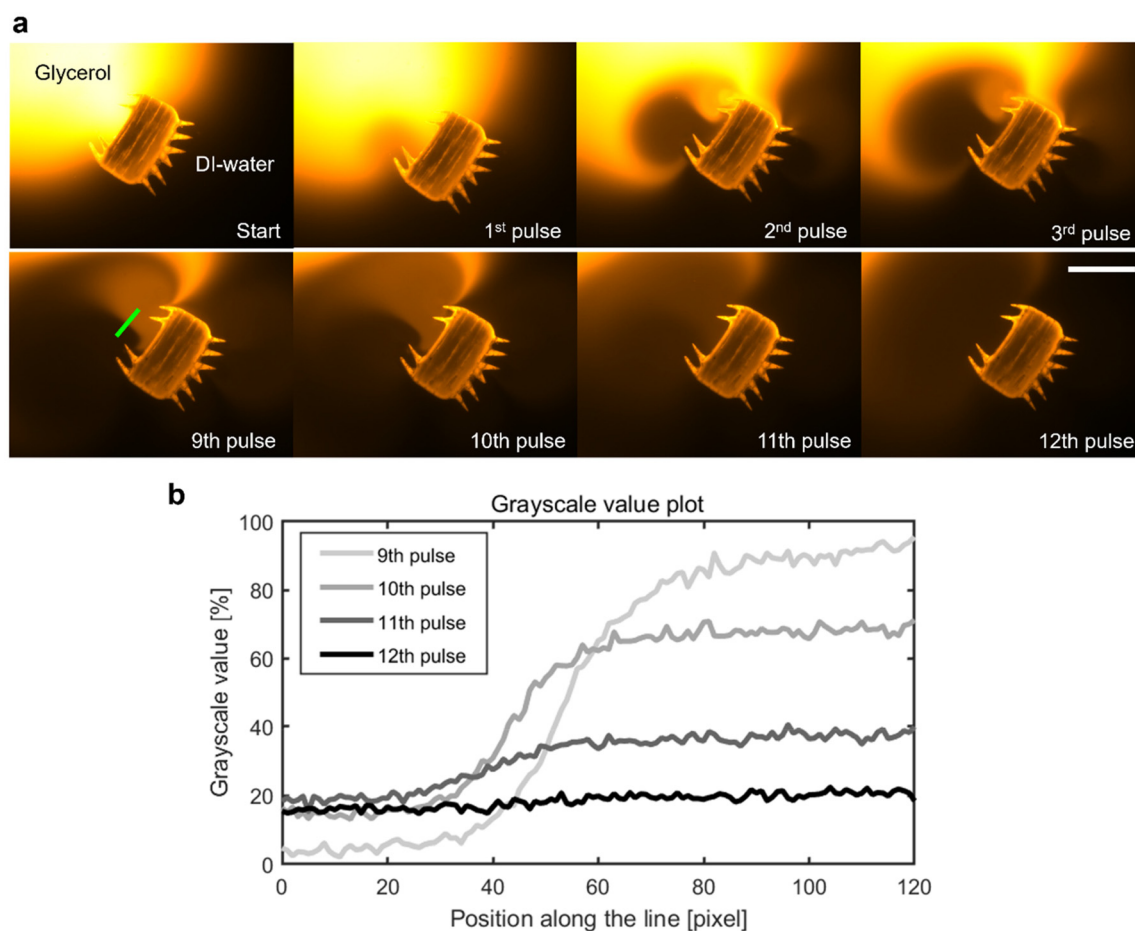 a
Glycerol
DI-water
Start
1st pulse
2nd pulse
3rd pulse
9th pulse
10th pulse
11th pulse
12th pulse
b
Grayscale value plot
100
80
60
40
20
0
Grayscale value [%]
9th pulse
10th pulse
11th pulse
12th pulse
0
20
40
60
80
100
120
Position along the line [pixel]